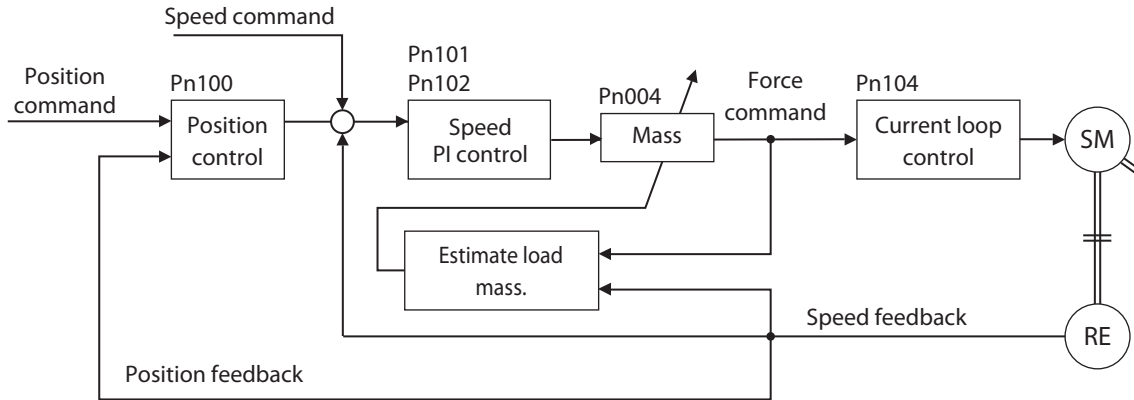 Speed command
Pn101
Pn102
Position
command
Pn100
Pn004
Force
command
Pn104
Position
control
Speed
PI control
Mass
Current loop
control
SM
Estimate load
mass.
Speed feedback
RE
Position feedback